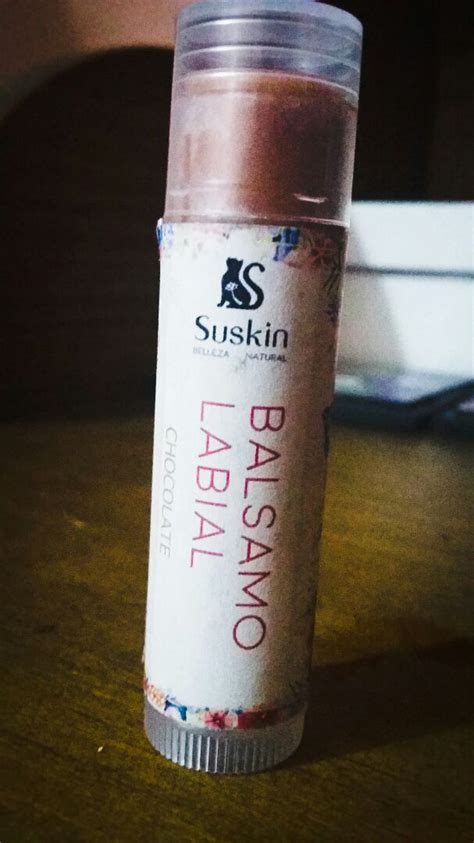 Suskin
BELLEZA NATURAL
BALSAMO
LABIAL
CHOCOLATE